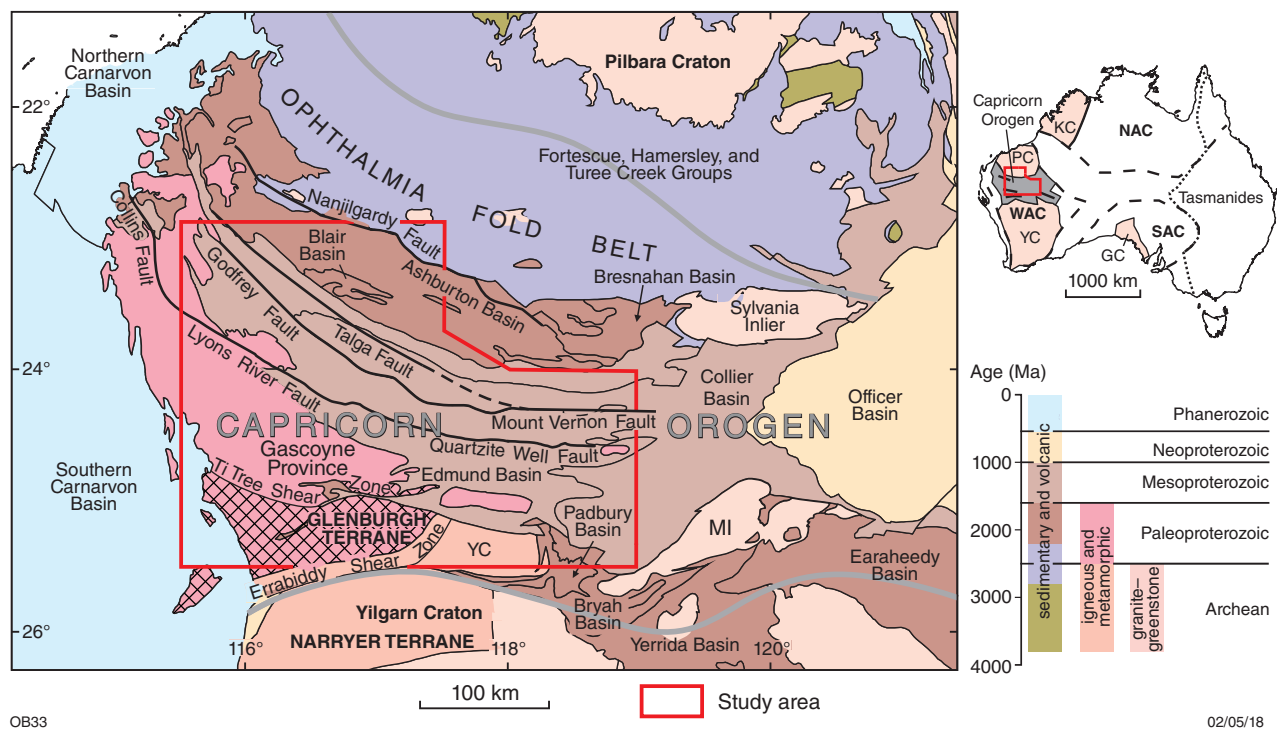 Northern
Carnarvon
Basin
22°
24°
26°
116°
118°
120°
Pilbara Craton
OPHTHALMIA
FOLD
BELT
Fortescue, Hamersley, and
Turee Creek Groups
Nanjilgardy Fault
Collins Fault
Blair
Basin
Godfrey Fault
Ashburton Basin
Bresnahan Basin
Sylvania
Inlier
Talga Fault
Lyons River Fault
Collier
Basin
Officer
Basin
CAPRICORN
OROGEN
Mount Vernon Fault
Quartzite Well Fault
Gascoyne
Province
Edmund Basin
Ti Tree Shear Zone
Southern
Carnarvon
Basin
GLENBURGH
TERRANE
Padbury
Basin
MI
YC
Errabiddy Shear Zone
Earaheedy
Basin
Bryah
Basin
Yilgarn Craton
NARRYER TERRANE
Yerrida Basin
100 km
Study area
OB33
02/05/18
Capricorn
Orogen
KC
NAC
PC
Tasmanides
WAC
YC
SAC
GC
1000 km
Age (Ma)
0
1000
2000
3000
4000
sedimentary and volcanic
igneous and
metamorphic
granite–
greenstone
Phanerozoic
Neoproterozoic
Mesoproterozoic
Paleoproterozoic
Archean